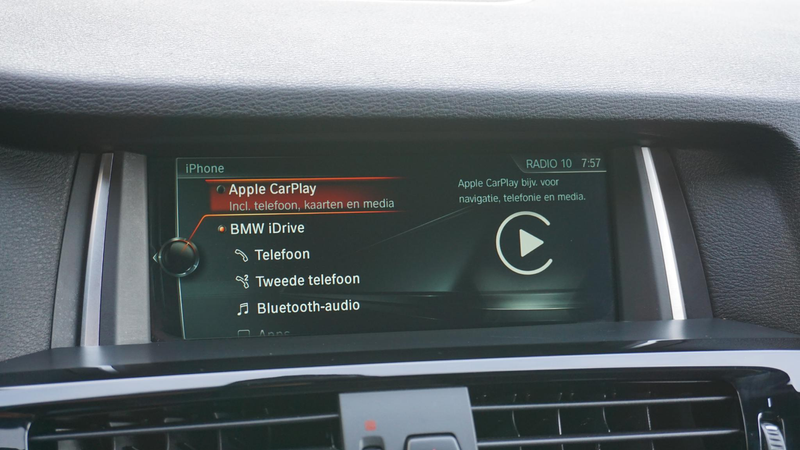 iPhone
RADIO 10 7:57
Apple CarPlay
Incl. telefoon, kaarten en media
BMW iDrive
Telefoon
Tweede telefoon
Bluetooth-audio
Apps
Apple CarPlay bijv. voor
navigatie, telefonie en media.